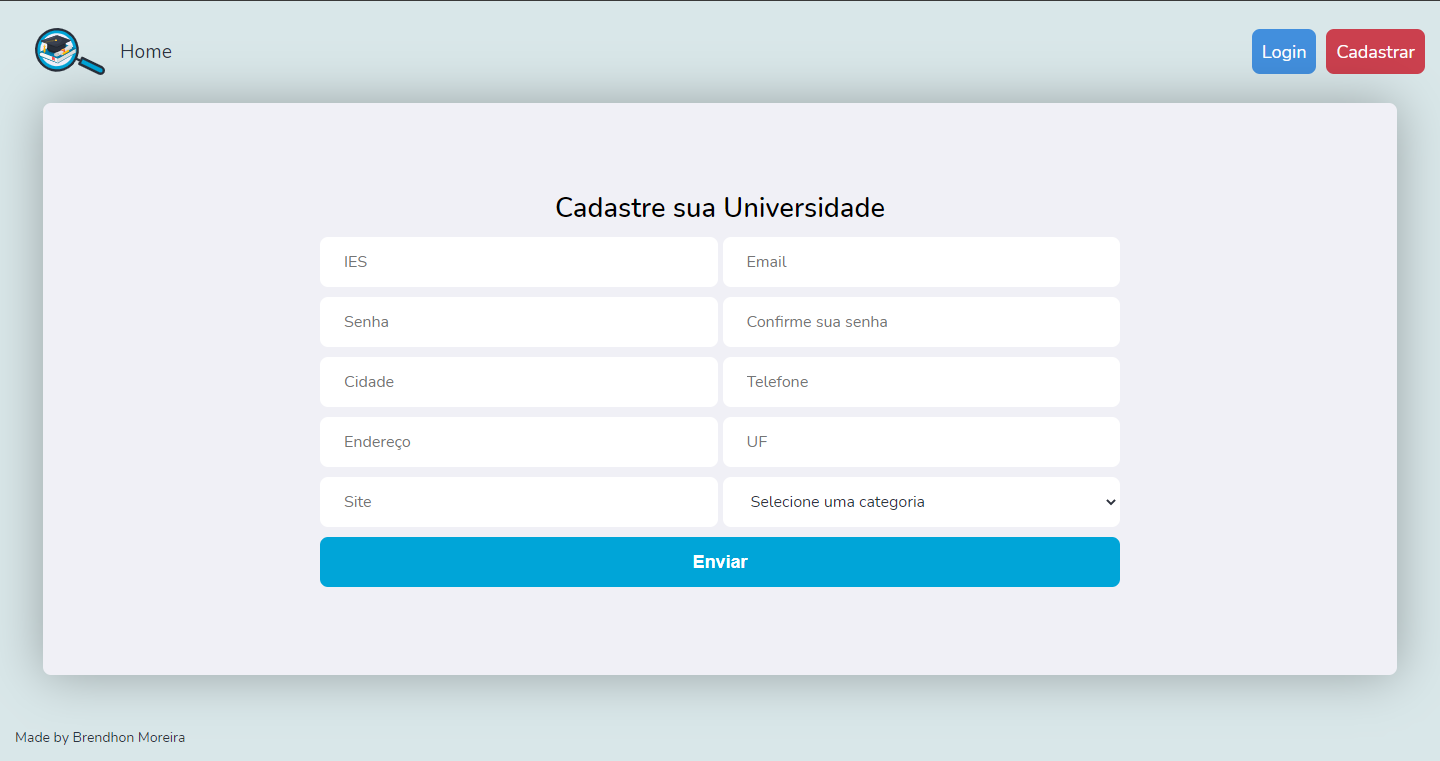 Home
Login
Cadastrar
Cadastre sua Universidade
IES
Email
Senha
Confirme sua senha
Cidade
Telefone
Endereço
UF
Site
Selecione uma categoria
Enviar
Made by Brendhon Moreira